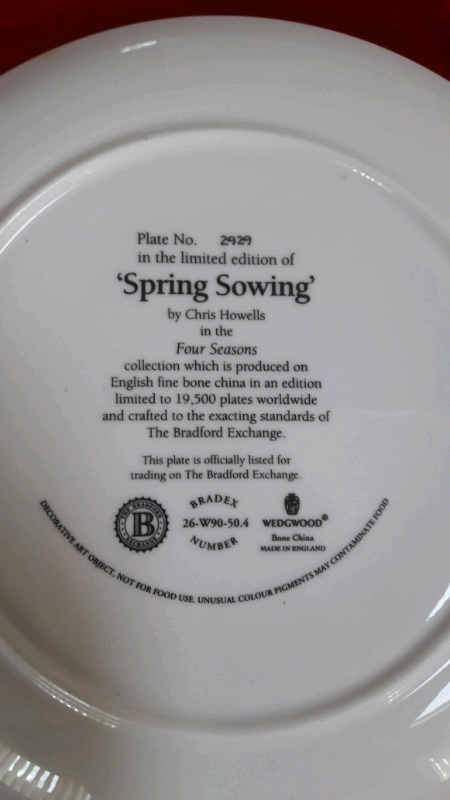 Plate No. 2929
in the limited edition of
‘Spring Sowing’
by Chris Howells
in the
Four Seasons
collection which is produced on
English fine bone china in an edition
limited to 19,500 plates worldwide
and crafted to the exacting standards of
The Bradford Exchange.
This plate is officially listed for
trading on The Bradford Exchange.
THE BRADFORD
B
EXCHANGE
BRADEX
26-W90-50.4
NUMBER
WEDGWOOD®
Bone China
MADE IN ENGLAND
DECORATIVE ART OBJECT, NOT FOR FOOD USE. UNUSUAL COLOUR PIGMENTS MAY CONTAMINATE FOOD